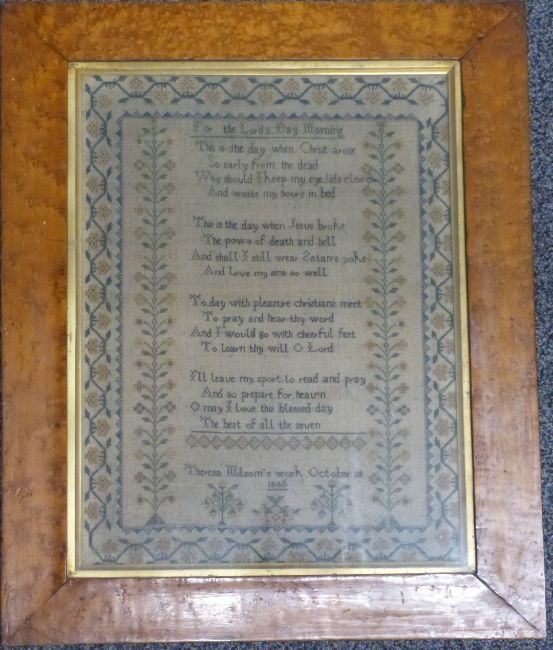 For the Lord's Day Morning
This is the day when Christ arose
So early from the dead
Why should I keep my eye lids closed
And waste my hours in bed
This is the day when Jesus broke
The pow'r of death and hell
And shall I still wear Satan's yoke
And love my sins so well
To day with pleasure christians meet
To pray and hear thy word
And I would go with cheerful feet
To learn thy will O Lord
I'll leave my sport to read and pray
And so prepare for heav'n
O may I love this blessed day
The best of all the seven
Theresa work October 28
1846